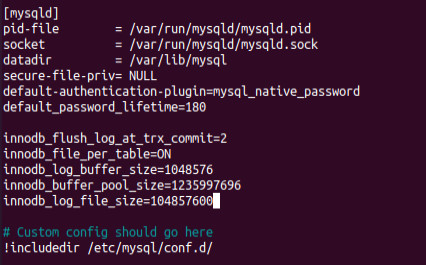 [mysqld]
pid-file        = /var/run/mysqld/mysqld.pid
socket          = /var/run/mysqld/mysqld.sock
datadir         = /var/lib/mysql
secure-file-priv= NULL
default-authentication-plugin=mysql_native_password
default_password_lifetime=180
innodb_flush_log_at_trx_commit=2
innodb_file_per_table=ON
innodb_log_buffer_size=1048576
innodb_buffer_pool_size=1235997696
innodb_log_file_size=104857600
# Custom config should go here
!includedir /etc/mysql/conf.d/